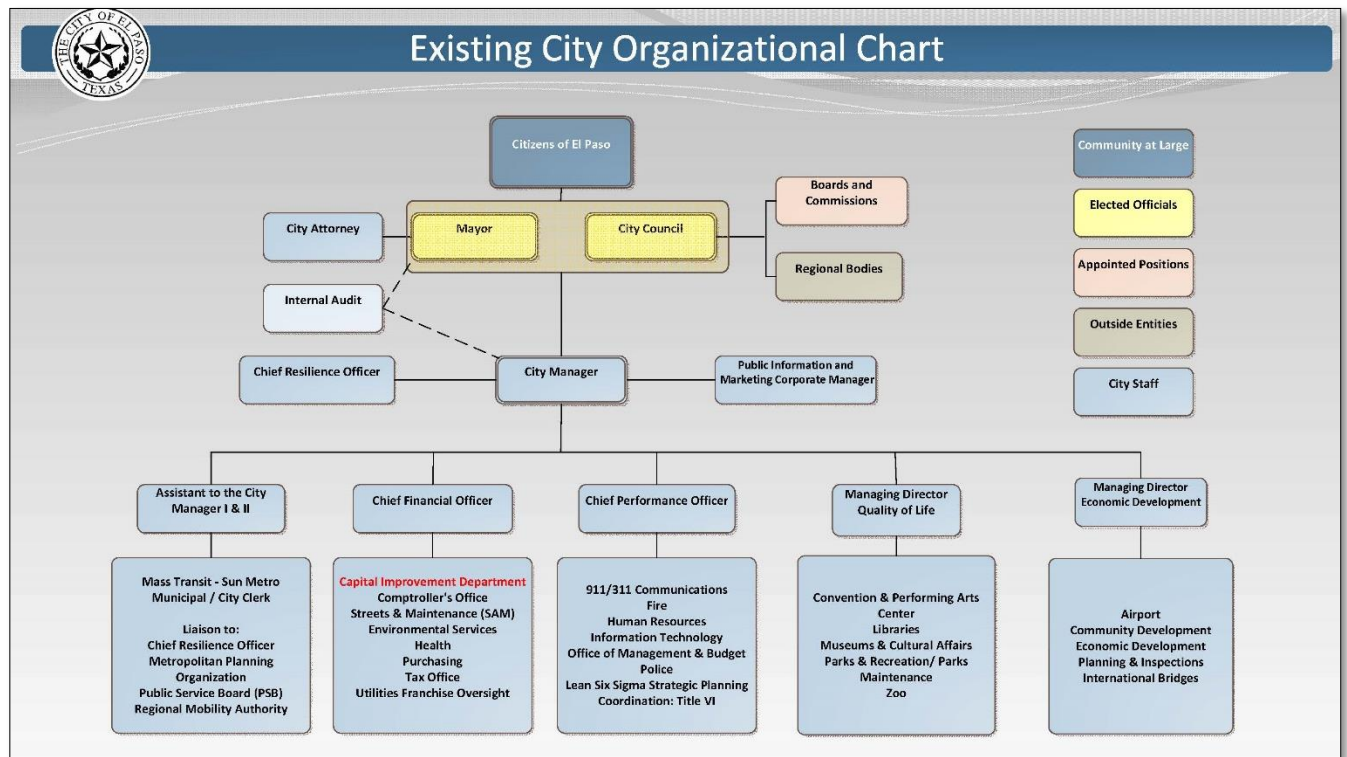 THE CITY OF EL PASO
TEXAS
Existing City Organizational Chart
Citizens of El Paso
Community at Large
Boards and
Commissions
Elected Officials
City Attorney
Mayor
City Council
Regional Bodies
Appointed Positions
Internal Audit
Outside Entities
Chief Resilience Officer
City Manager
Public Information and
Marketing Corporate Manager
City Staff
Assistant to the City
Manager I & II
Chief Financial Officer
Chief Performance Officer
Managing Director
Quality of Life
Managing Director
Economic Development
Mass Transit - Sun Metro
Municipal / City Clerk
Liaison to:
Chief Resilience Officer
Metropolitan Planning
Organization
Public Service Board (PSB)
Regional Mobility Authority
Capital Improvement Department
Comptroller's Office
Streets & Maintenance (SAM)
Environmental Services
Health
Purchasing
Tax Office
Utilities Franchise Oversight
911/311 Communications
Fire
Human Resources
Information Technology
Office of Management & Budget
Police
Lean Six Sigma Strategic Planning
Coordination: Title VI
Convention & Performing Arts
Center
Libraries
Museums & Cultural Affairs
Parks & Recreation/ Parks
Maintenance
Zoo
Airport
Community Development
Economic Development
Planning & Inspections
International Bridges